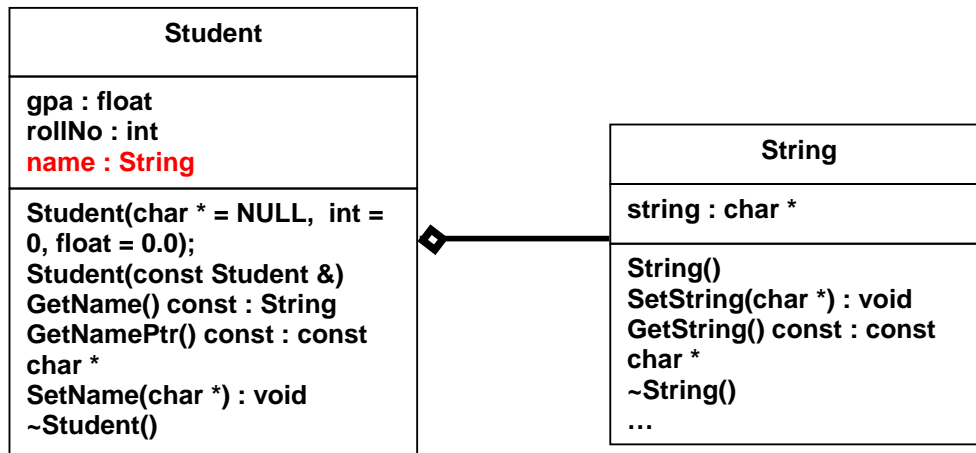 Student
gpa : float
rollNo : int
name : String
Student(char * = NULL, int =
0, float = 0.0);
Student(const Student &)
GetName() const : String
GetNamePtr() const : const
char *
SetName(char *) : void
~Student()
String
string : char *
String()
SetString(char *) : void
GetString() const : const
char *
~String()
…